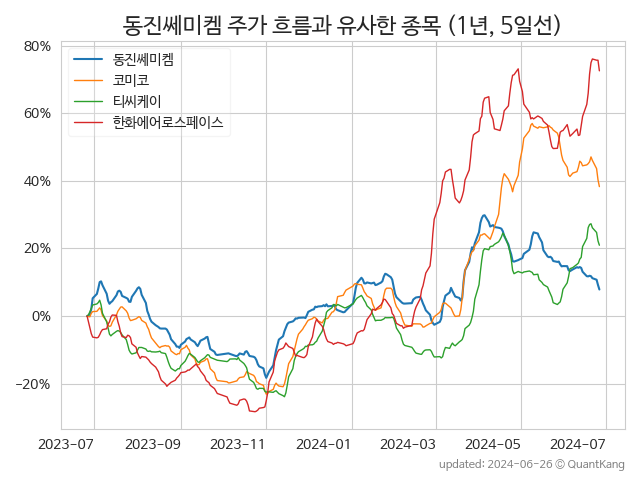 동진쎄미켐 주가 흐름과 유사한 종목 (1년, 5일선)
80%
60%
40%
20%
0%
−20%
동진쎄미켐
코미코
티씨케이
한화에어로스페이스
2023-07 2023-09 2023-11 2024-01 2024-03 2024-05 2024-07
updated: 2024-06-26 © QuantKang